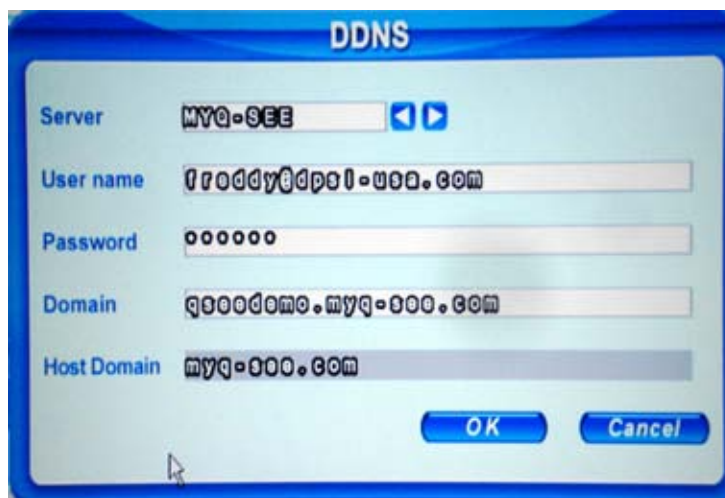 DDNS
Server MYQ-SEE
User name freddy@dpsi-usa.com
Password ○○○○○○
Domain qseedemo.myq-see.com
Host Domain myq-see.com
OK Cancel